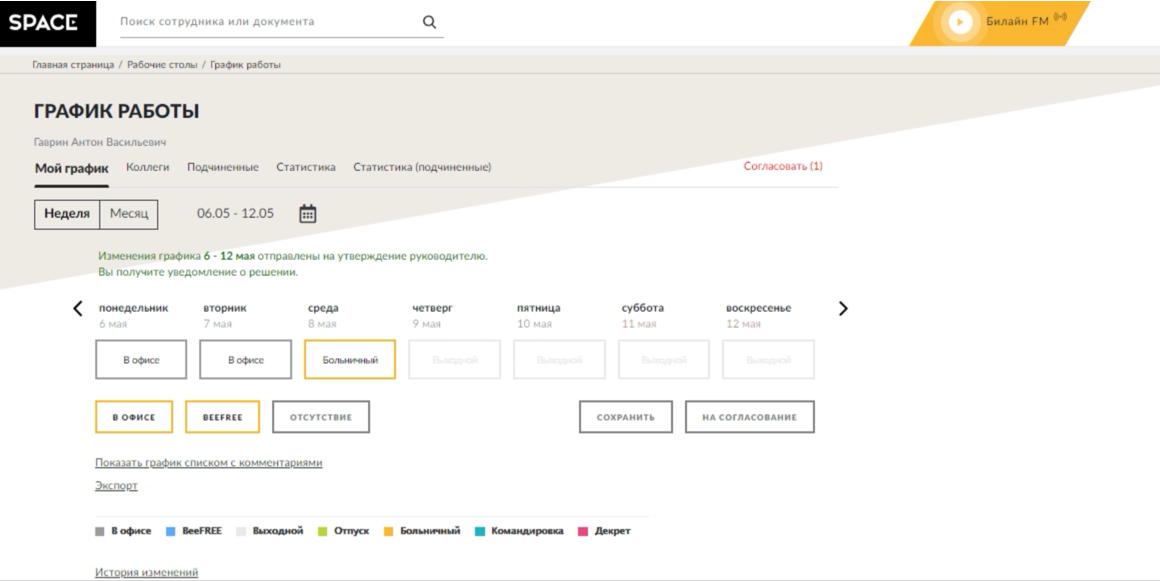 SPACE
Поиск сотрудника или документа
Билайн FM
Главная страница / Рабочие столы / График работы
ГРАФИК РАБОТЫ
Гаврин Антон Васильевич
Мой график Коллеги Подчиненные Статистика Статистика (подчиненные) Согласовать (1)
Неделя Месяц 06.05 - 12.05
Изменения графика 6 - 12 мая отправлены на утверждение руководителю.
Вы получите уведомление о решении.
понедельник вторник среда четверг пятница суббота воскресенье
6 мая 7 мая 8 мая 9 мая 10 мая 11 мая 12 мая
В офисе В офисе Больничный Выходной Выходной Выходной Выходной
В ОФИСЕ BEEFREE ОТСУТСТВИЕ СОХРАНИТЬ НА СОГЛАСОВАНИЕ
Показать график списком с комментариями
Экспорт
В офисе BeeFREE Выходной Отпуск Больничный Командировка Декрет
История изменений